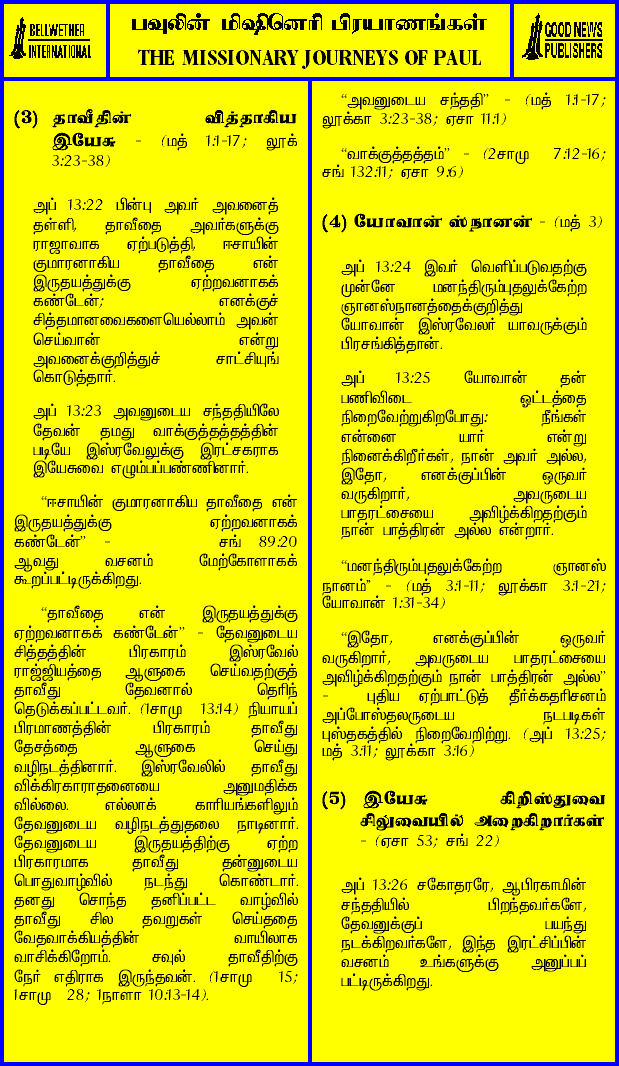 BELLWETHER
INTERNATIONAL
பவுலின் மிஷினெரி பிரயாணங்கள்
THE MISSIONARY JOURNEYS OF PAUL
GOOD NEWS
PUBLISHERS
(3) தாவீதின் வித்தாகிய
இயேசு - (மத் 1:1-17; லூக்
3:23-38)
அப் 13:22 பின்பு அவர் அவனைத்
தள்ளி, தாவீதை அவர்களுக்கு
ராஜாவாக ஏற்படுத்தி, ஈசாயின்
குமாரனாகிய தாவீதை என்
இருதயத்துக்கு ஏற்றவனாகக்
கண்டேன்; எனக்குச்
சித்தமானவைகளையெல்லாம் அவன்
செய்வான் என்று
அவனைக்குறித்துச் சாட்சியுங்
கொடுத்தார்.
அப் 13:23 அவனுடைய சந்ததியிலே
தேவன் தமது வாக்குத்தத்தத்தின்
படியே இஸ்ரவேலுக்கு இரட்சகராக
இயேசுவை எழும்பப்பண்ணினார்.
“ஈசாயின் குமாரனாகிய தாவீதை என்
இருதயத்துக்கு ஏற்றவனாகக்
கண்டேன்” - சங் 89:20
ஆவது வசனம் மேற்கோளாகக்
கூறப்பட்டிருக்கிறது.
“தாவீதை என் இருதயத்துக்கு
ஏற்றவனாகக் கண்டேன்” - தேவனுடைய
சித்தத்தின் பிரகாரம் இஸ்ரவேல்
ராஜ்ஜியத்தை ஆளுகை செய்வதற்குத்
தாவீது தேவனால் தெரிந்
தெடுக்கப்பட்டவர். (1சாமு 13:14) நியாயப்
பிரமாணத்தின் பிரகாரம் தாவீது
தேசத்தை ஆளுகை செய்து
வழிநடத்தினார். இஸ்ரவேலில் தாவீது
விக்கிரகாராதனையை அனுமதிக்க
வில்லை. எல்லாக் காரியங்களிலும்
தேவனுடைய வழிநடத்துதலை நாடினார்.
தேவனுடைய இருதயத்திற்கு ஏற்ற
பிரகாரமாக தாவீது தன்னுடைய
பொதுவாழ்வில் நடந்து கொண்டார்.
தனது சொந்த தனிப்பட்ட வாழ்வில்
தாவீது சில தவறுகள் செய்ததை
வேதவாக்கியத்தின் வாயிலாக
வாசிக்கிறோம். சவுல் தாவீதிற்கு
நேர் எதிராக இருந்தவன். (1சாமு 15;
1சாமு 28; 1நாளா 10:13-14).
“அவனுடைய சந்ததி” - (மத் 1:1-17;
லூக்கா 3:23-38; ஏசா 11:1)
“வாக்குத்தத்தம்” - (2சாமு 7:12-16;
சங் 132:11; ஏசா 9:6)
(4) யோவான் ஸ்நானன் - (மத் 3)
அப் 13:24 இவர் வெளிப்படுவதற்கு
முன்னே மனந்திரும்புதலுக்கேற்ற
ஞானஸ்நானத்தைக்குறித்து
யோவான் இஸ்ரவேலர் யாவருக்கும்
பிரசங்கித்தான்.
அப் 13:25 யோவான் தன்
பணிவிடை ஓட்டத்தை
நிறைவேற்றுகிறபோது: நீங்கள்
என்னை யார் என்று
நினைக்கிறீர்கள், நான் அவர் அல்ல,
இதோ, எனக்குப்பின் ஒருவர்
வருகிறார், அவருடைய
பாதரட்சையை அவிழ்க்கிறதற்கும்
நான் பாத்திரன் அல்ல என்றார்.
“மனந்திரும்புதலுக்கேற்ற ஞானஸ்
நானம்” - (மத் 3:1-11; லூக்கா 3:1-21;
யோவான் 1:31-34)
“இதோ, எனக்குப்பின் ஒருவர்
வருகிறார், அவருடைய பாதரட்சையை
அவிழ்க்கிறதற்கும் நான் பாத்திரன் அல்ல”
- புதிய ஏற்பாட்டுத் தீர்க்கதரிசனம்
அப்போஸ்தலருடைய நடபடிகள்
புஸ்தகத்தில் நிறைவேறிற்று. (அப் 13:25;
மத் 3:11; லூக்கா 3:16)
(5) இயேசு கிறிஸ்துவை
சிலுவையில் அறைகிறார்கள்
- (ஏசா 53; சங் 22)
அப் 13:26 சகோதரரே, ஆபிரகாமின்
சந்ததியில் பிறந்தவர்களே,
தேவனுக்குப் பயந்து
நடக்கிறவர்களே, இந்த இரட்சிப்பின்
வசனம் உங்களுக்கு அனுப்பப்
பட்டிருக்கிறது.